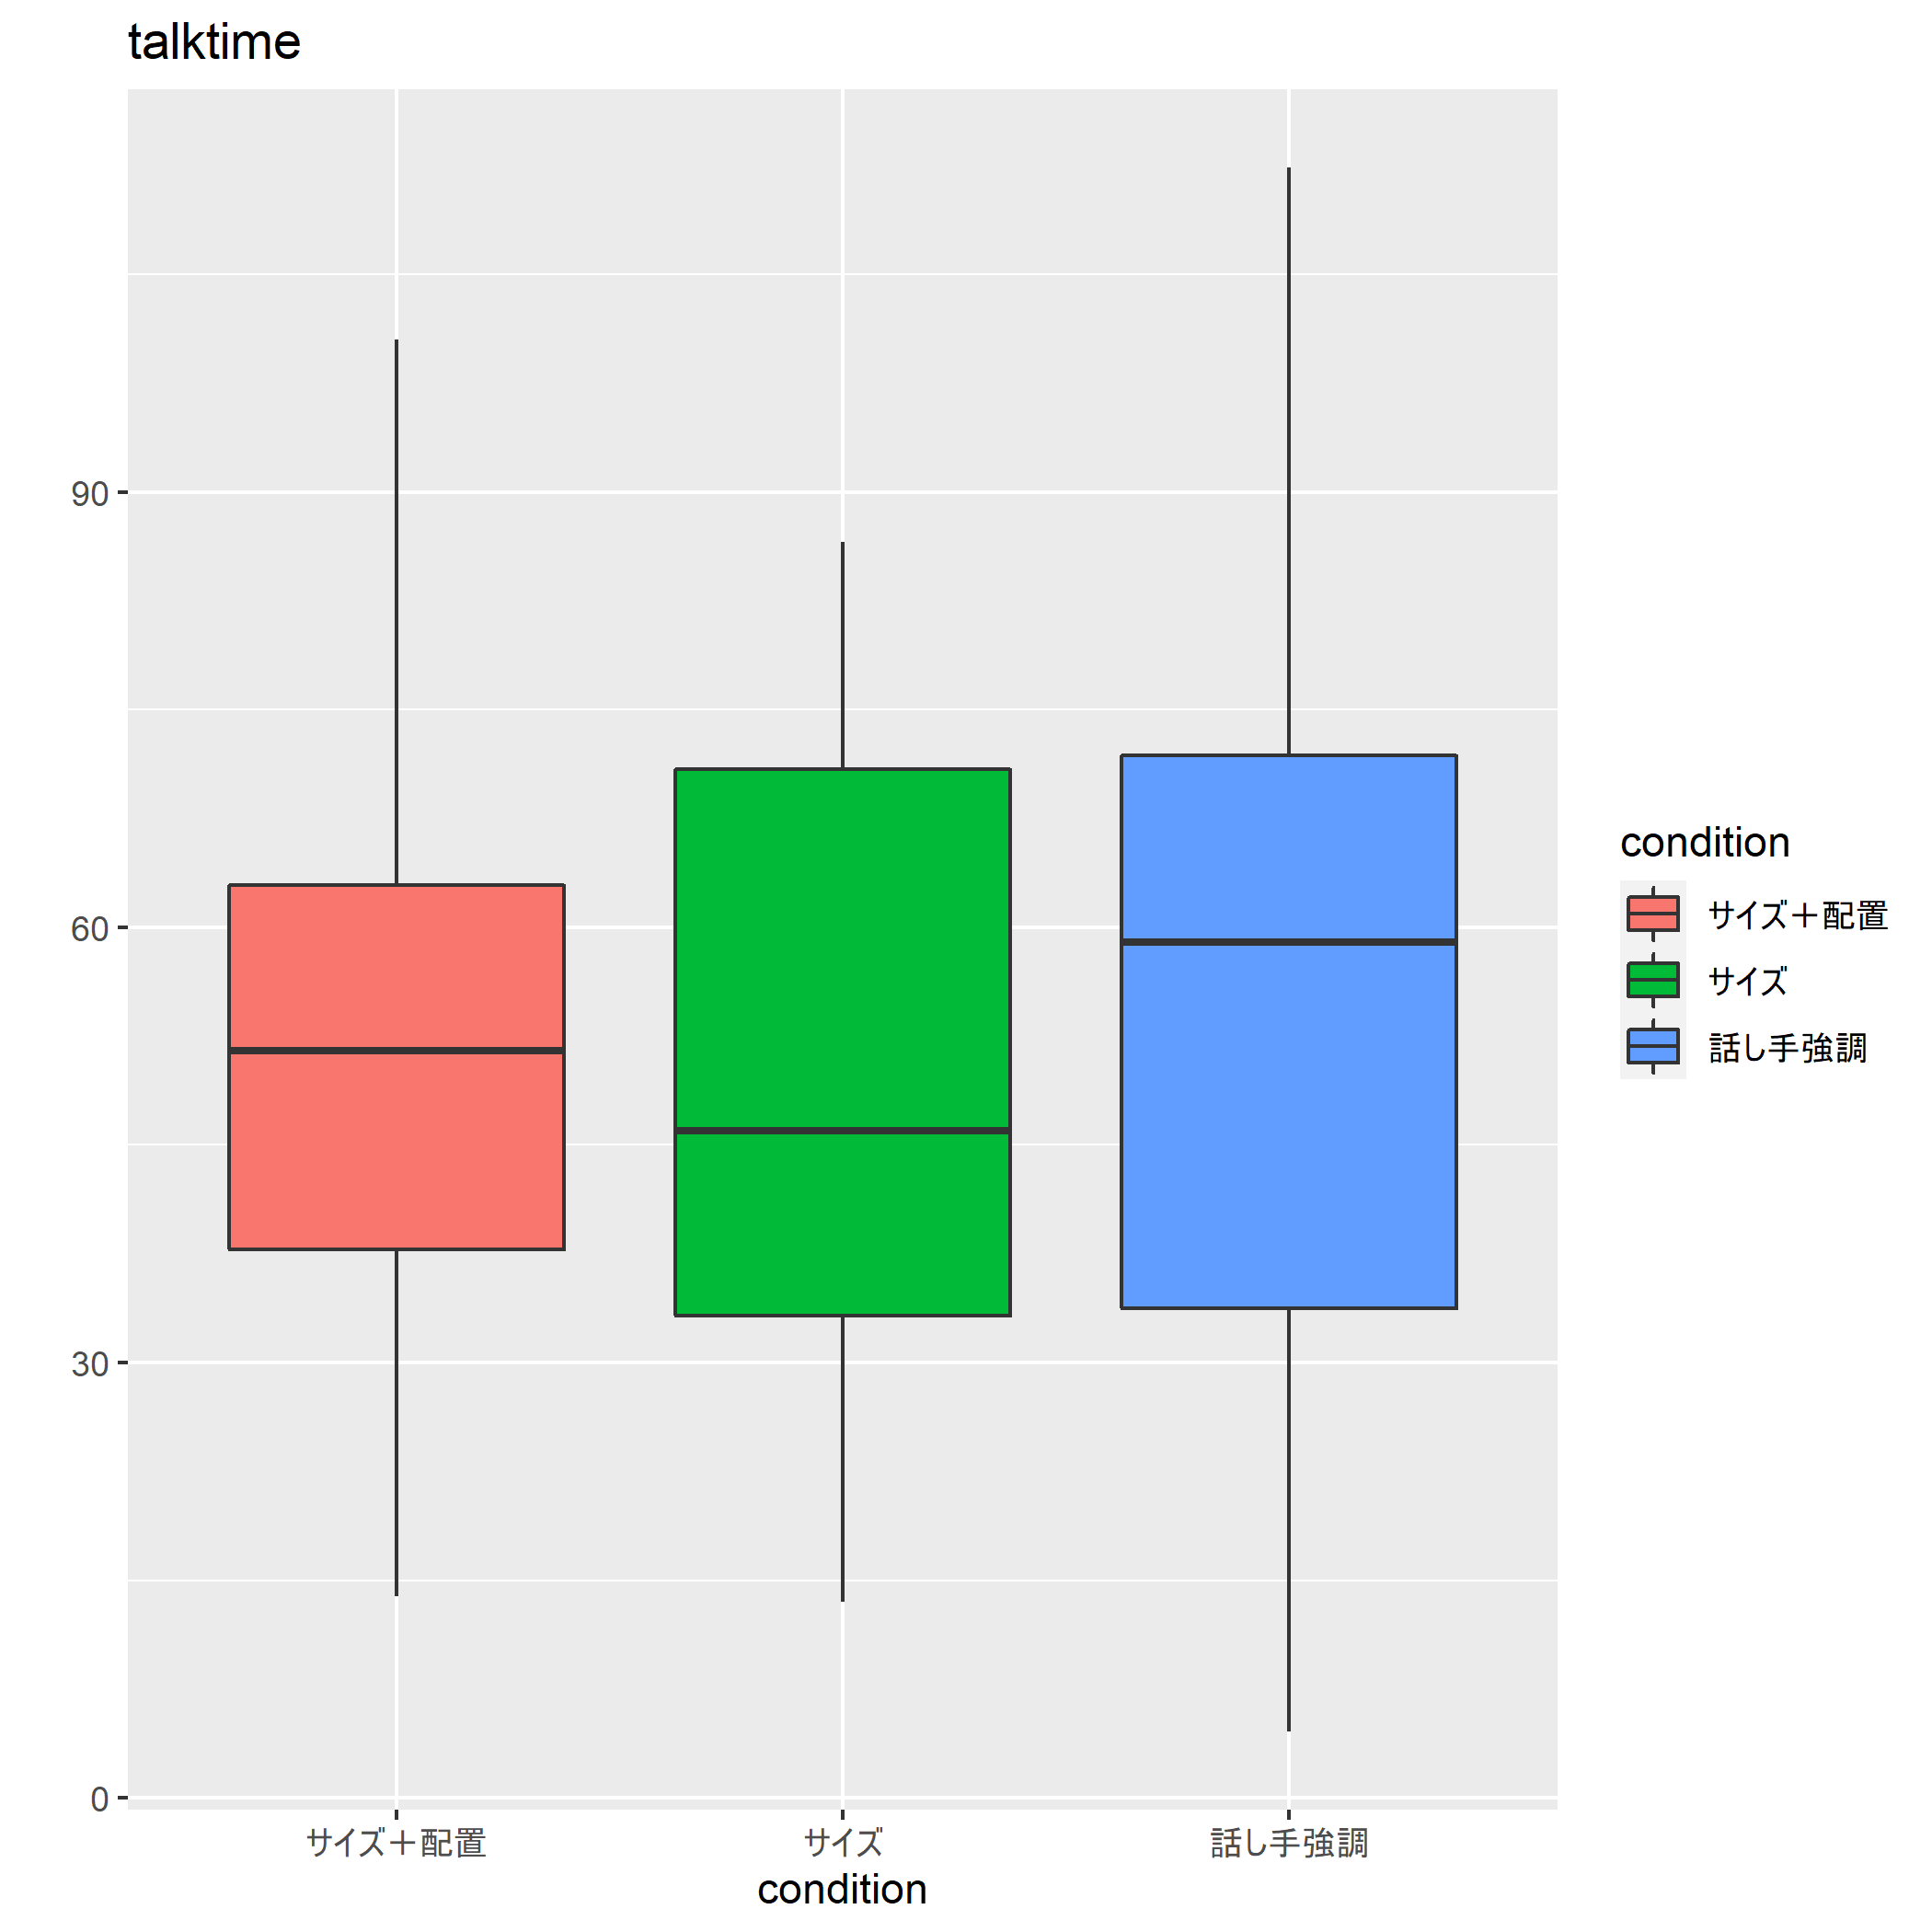 talktime
90
60
30
0
サイズ＋配置
サイズ
話し手強調
condition
condition
サイズ＋配置
サイズ
話し手強調